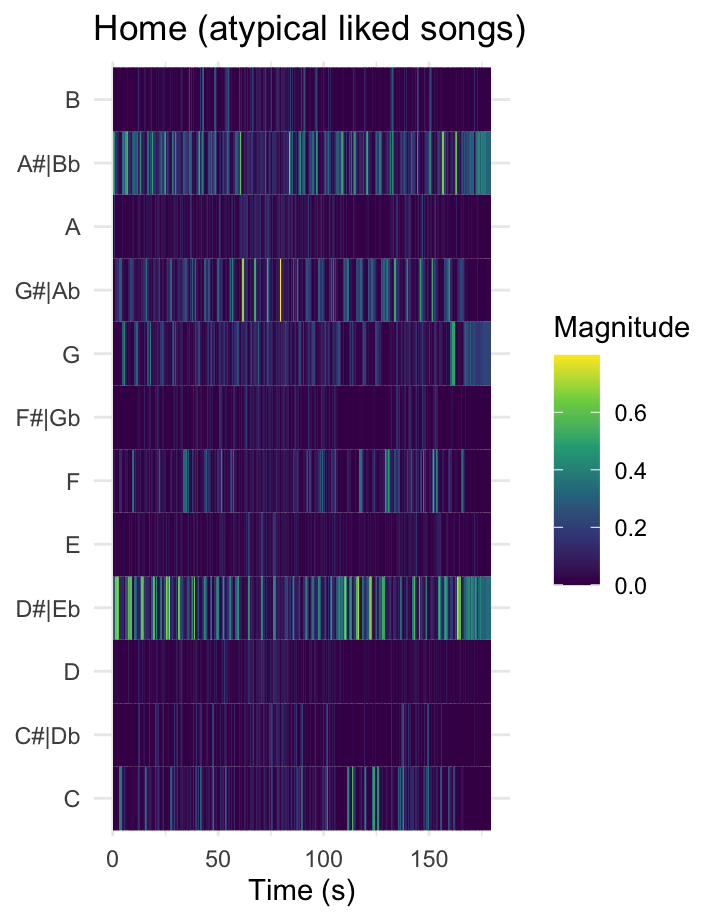 Home (atypical liked songs)
B
A#|Bb
A
G#|Ab
G
F#|Gb
F
E
D#|Eb
D
C#|Db
C
0 50 100 150
Time (s)
Magnitude
0.6
0.4
0.2
0.0